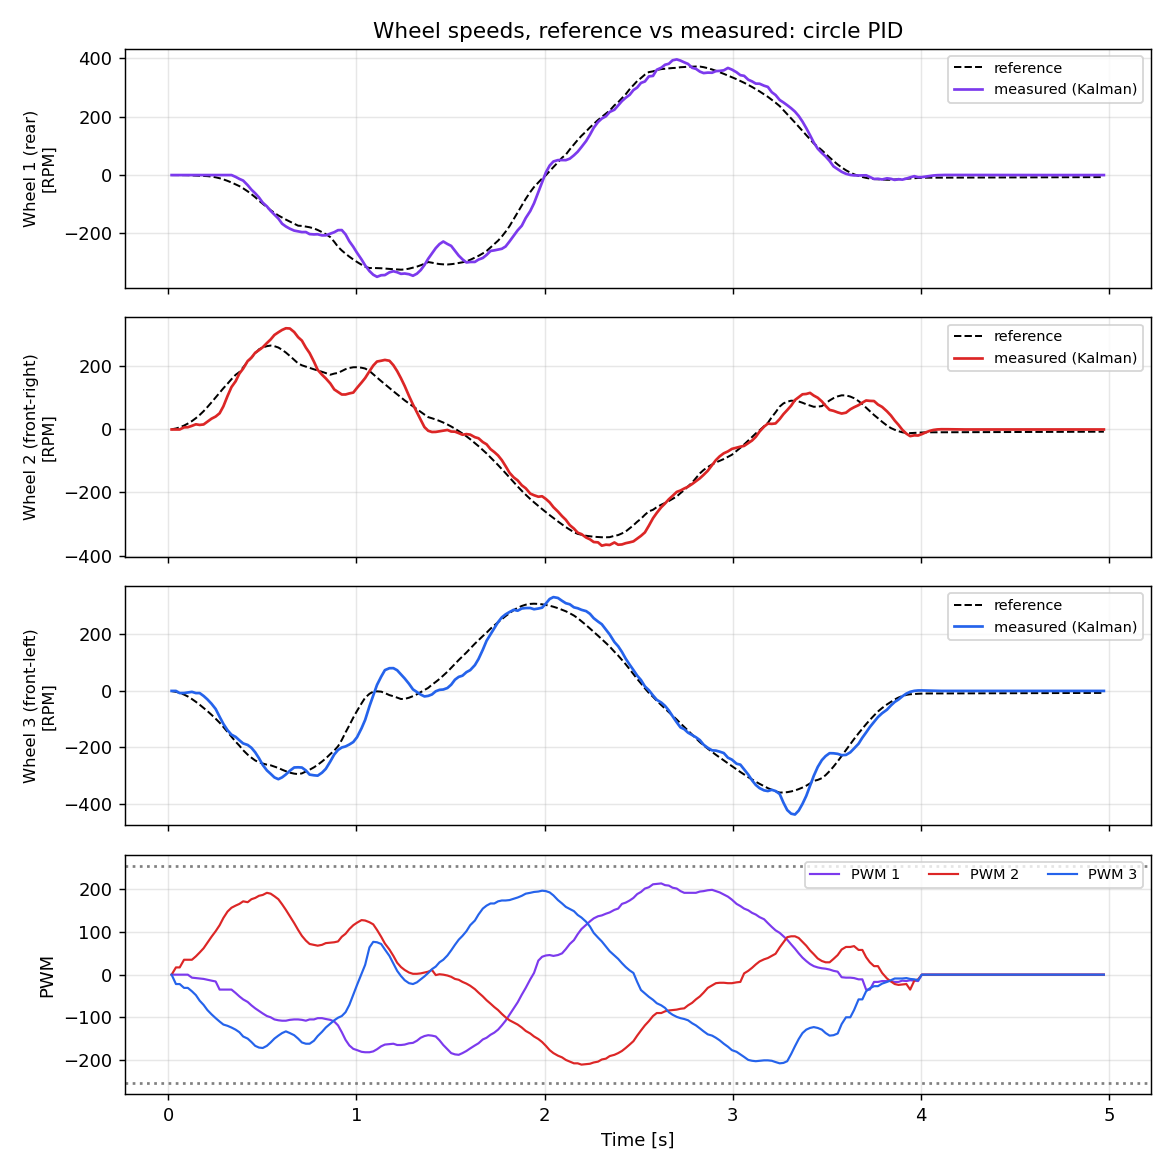 Wheel speeds, reference vs measured: circle PID
Wheel 1 (rear)
[RPM]
400
200
0
−200
reference
measured (Kalman)
Wheel 2 (front-right)
[RPM]
200
0
−200
−400
reference
measured (Kalman)
Wheel 3 (front-left)
[RPM]
200
0
−200
−400
reference
measured (Kalman)
PWM
200
100
0
−100
−200
PWM 1 PWM 2 PWM 3
0 1 2 3 4 5
Time [s]